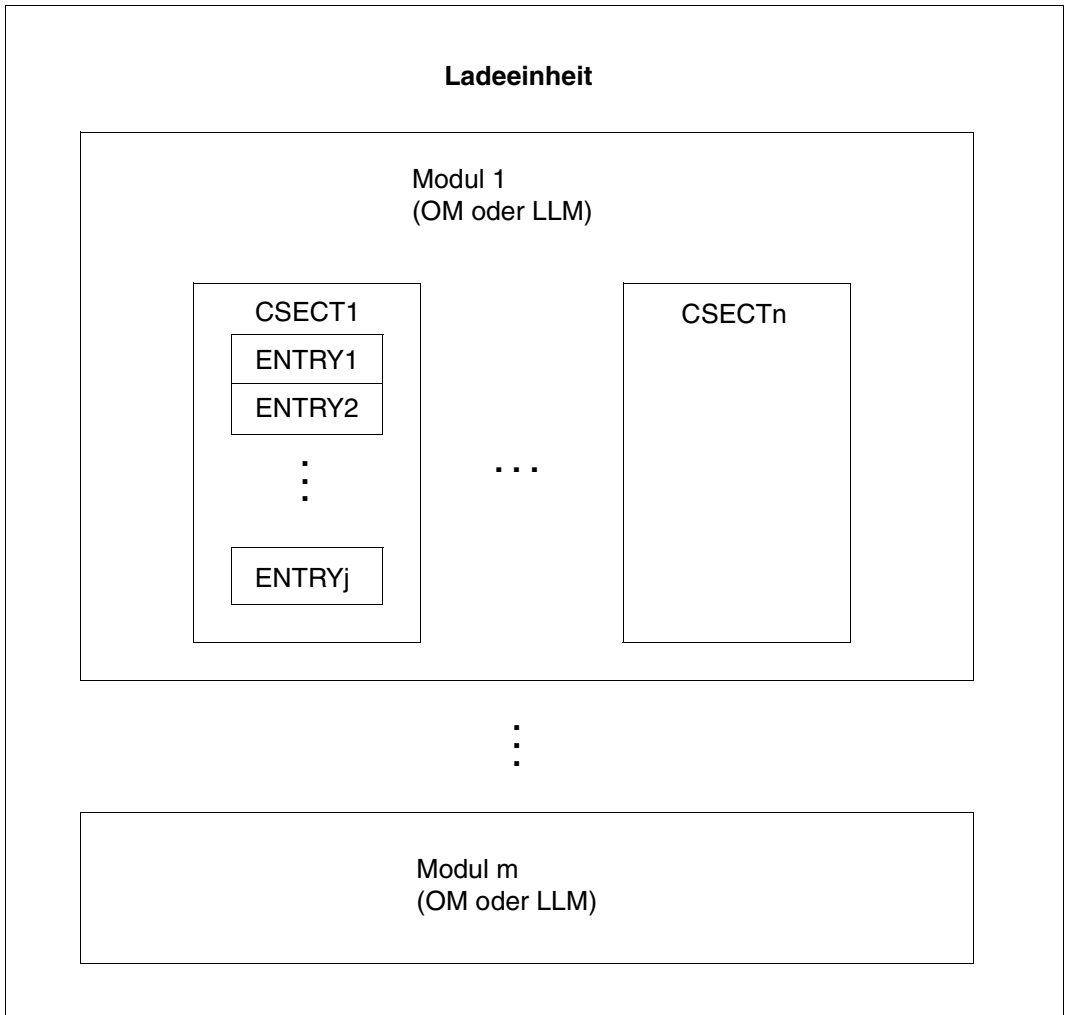 Ladeeinheit
Modul 1
(OM oder LLM)
CSECT1
ENTRY1
ENTRY2
ENTRYj
. . .
CSECTn
Modul m
(OM oder LLM)